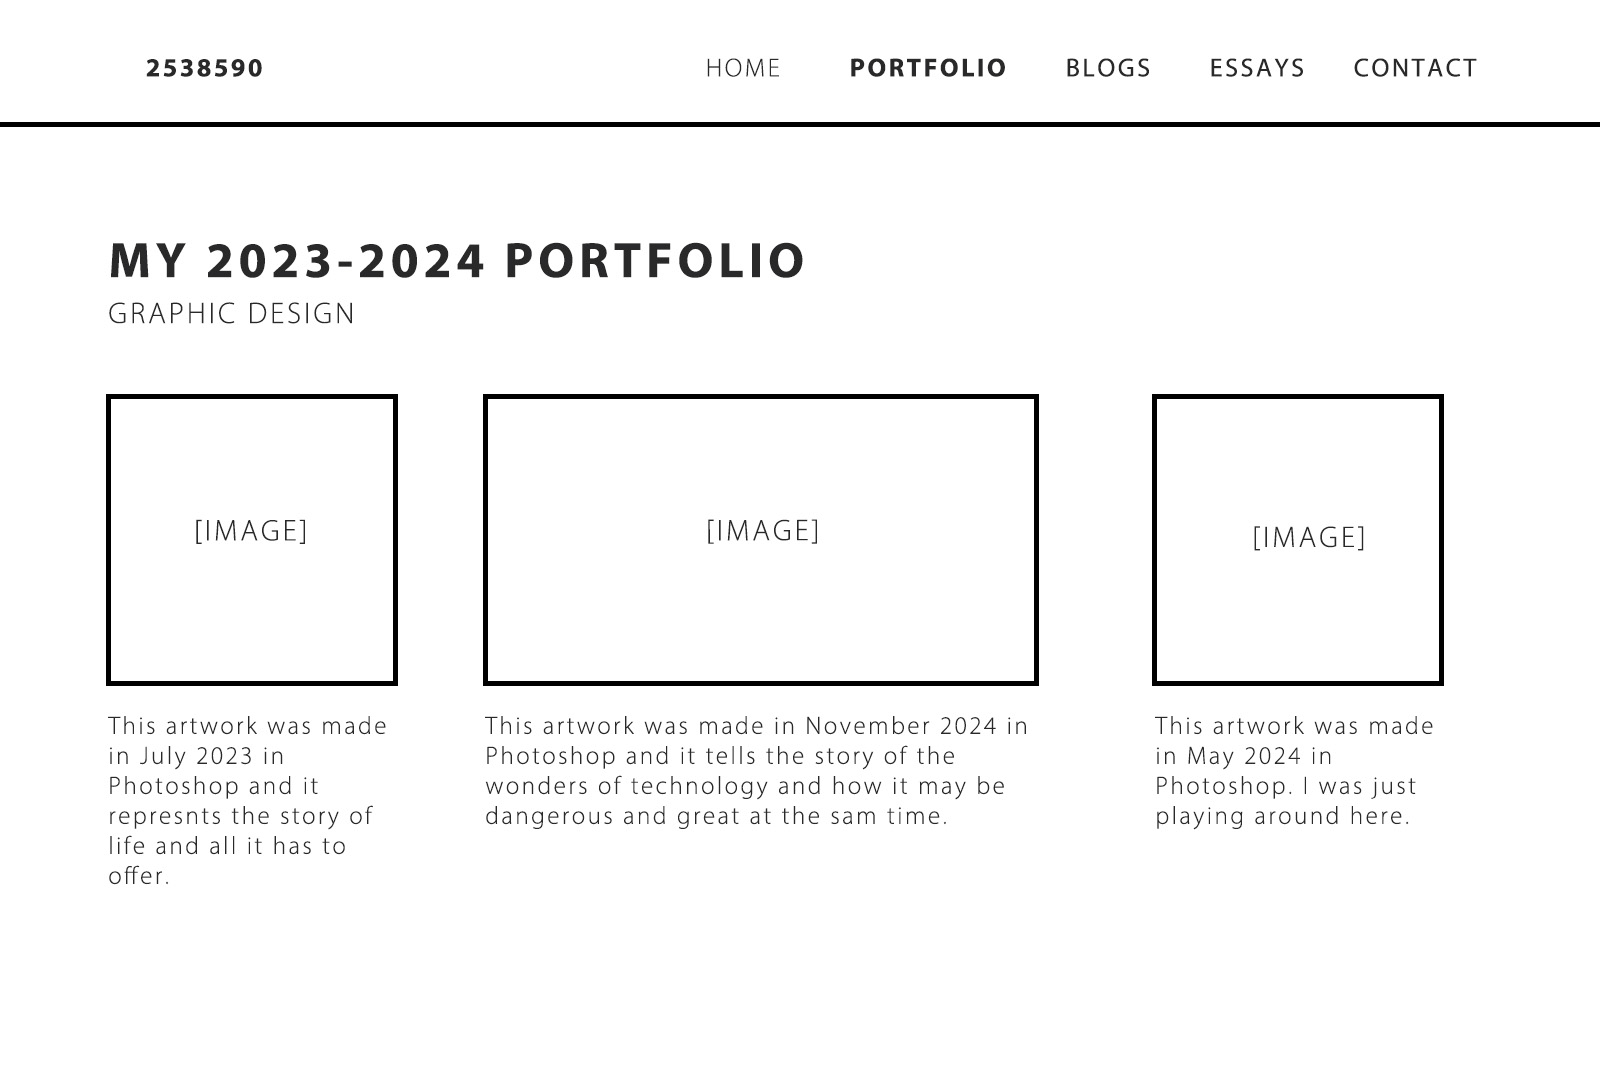 2538590 HOME PORTFOLIO BLOGS ESSAYS CONTACT
MY 2023-2024 PORTFOLIO
GRAPHIC DESIGN
[IMAGE]
This artwork was made
in July 2023 in
Photoshop and it
represnts the story of
life and all it has to
offer.
[IMAGE]
This artwork was made in November 2024 in
Photoshop and it tells the story of the
wonders of technology and how it may be
dangerous and great at the sam time.
[IMAGE]
This artwork was made
in May 2024 in
Photoshop. I was just
playing around here.